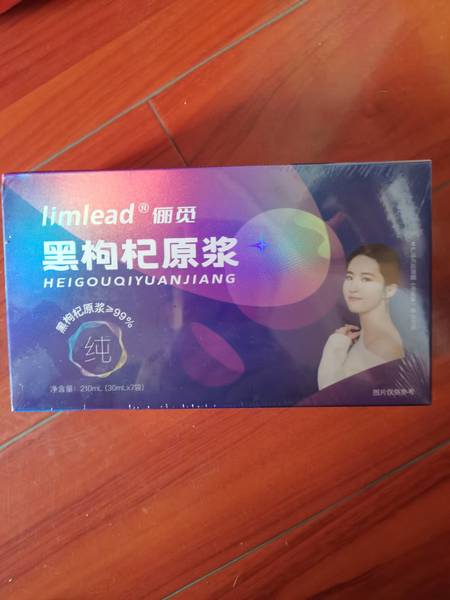 limlead® 俪觅
黑枸杞原浆
HEIGOUQIYUANJIANG
黑枸杞原浆≥99%
纯
净含量: 210mL (30mL×7袋)
图片仅供参考